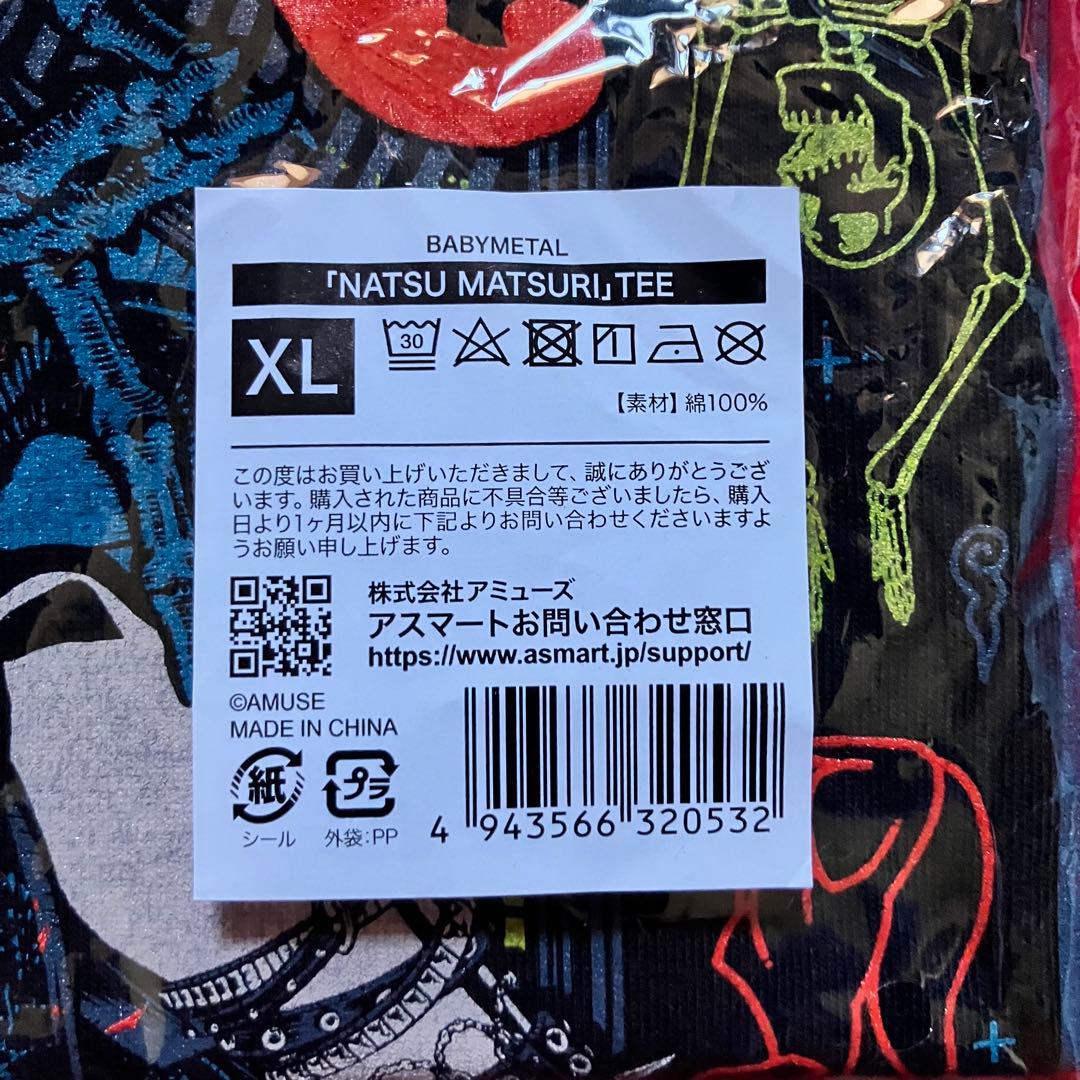 BABYMETAL
「NATSU MATSURI」TEE
XL
30
【素材】綿100%
この度はお買い上げいただきまして、誠にありがとうござ
います。購入された商品に不具合等ございましたら、購入
日より1ヶ月以内に下記よりお問い合わせくださいますよ
うお願い申し上げます。
株式会社アミューズ
アスマートお問い合わせ窓口
https://www.asmart.jp/support/
©AMUSE
MADE IN CHINA
紙
プラ
シール
外袋:PP
4 943566 320532